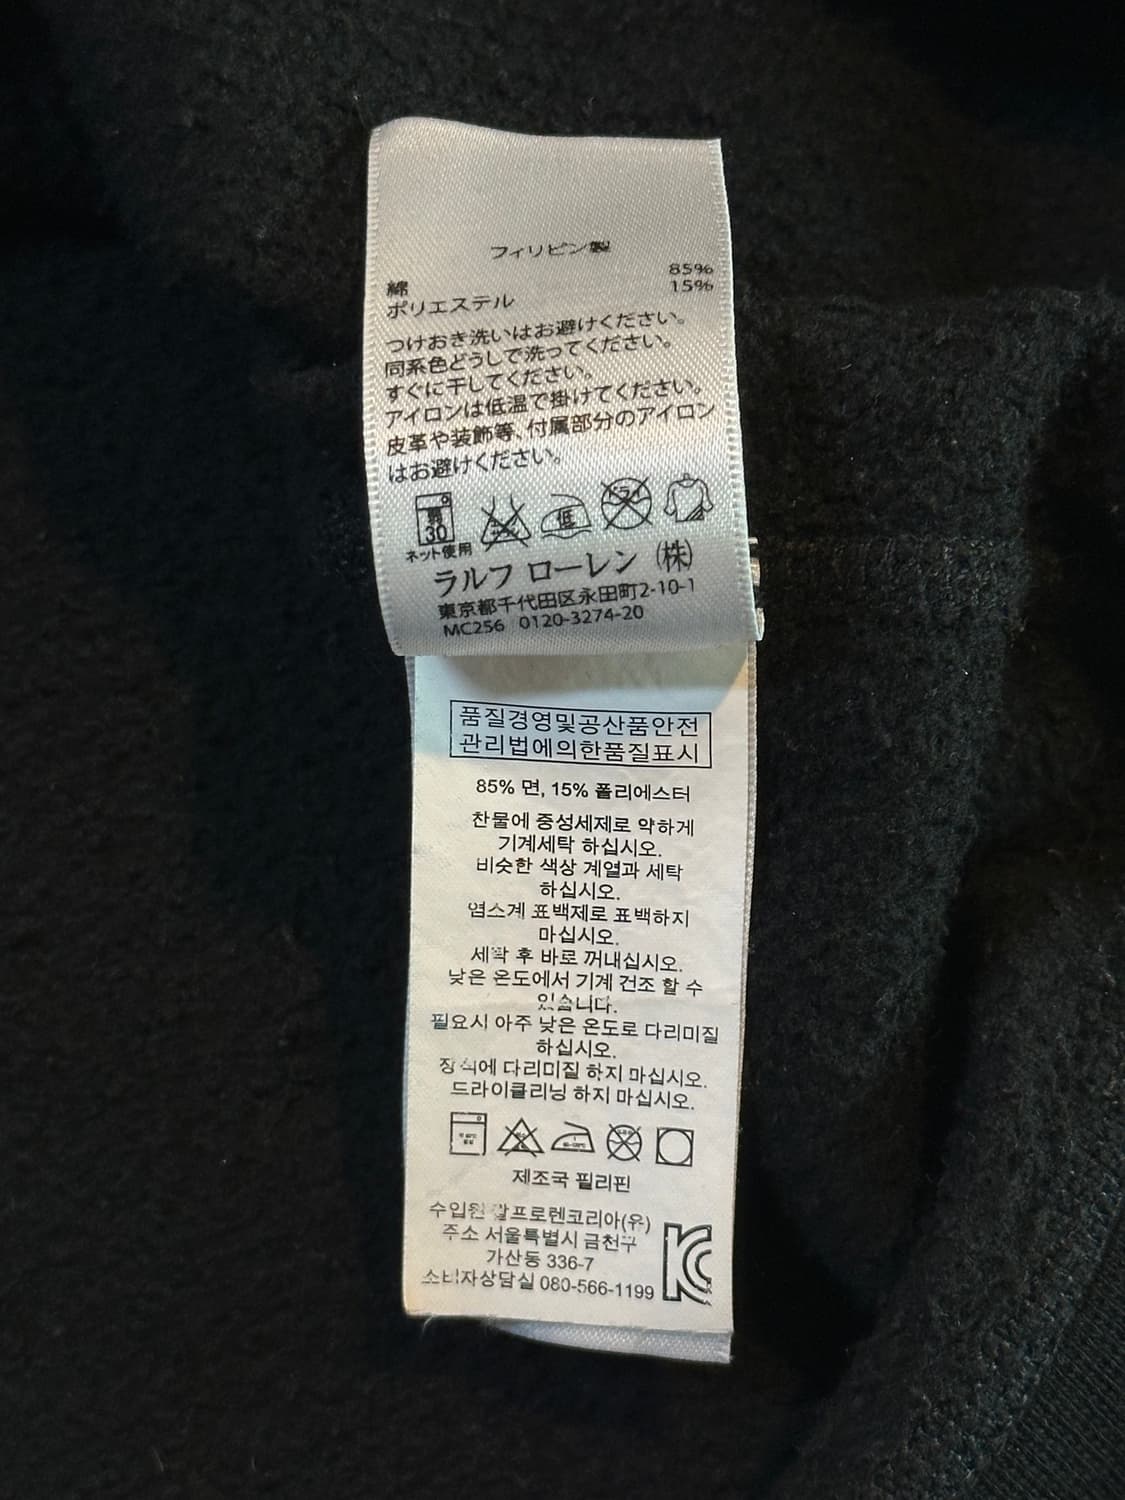 フィリピン製
綿 85%
ポリエステル 15%
つけおき洗いはお避けください。
同系色どうしで洗ってください。
すぐに干してください。
アイロンは低温で掛けてください。
皮革や装飾等、付属部分のアイロン
はお避けください。
弱
30
低
ドライ
ネット使用
ラルフ ローレン (株)
東京都千代田区永田町2-10-1
MC256 0120-3274-20
품질경영및공산품안전
관리법에의한품질표시
85% 면, 15% 폴리에스터
찬물에 중성세제로 약하게
기계세탁 하십시오.
비슷한 색상 계열과 세탁
하십시오.
염소계 표백제로 표백하지
마십시오.
세탁 후 바로 꺼내십시오.
낮은 온도에서 기계 건조 할 수
있습니다.
필요시 아주 낮은 온도로 다리미질
하십시오.
장식에 다리미질 하지 마십시오.
드라이클리닝 하지 마십시오.
제조국 필리핀
수입원 랄프로렌코리아(유)
주소 서울특별시 금천구
가산동 336-7
소비자상담실 080-566-1199